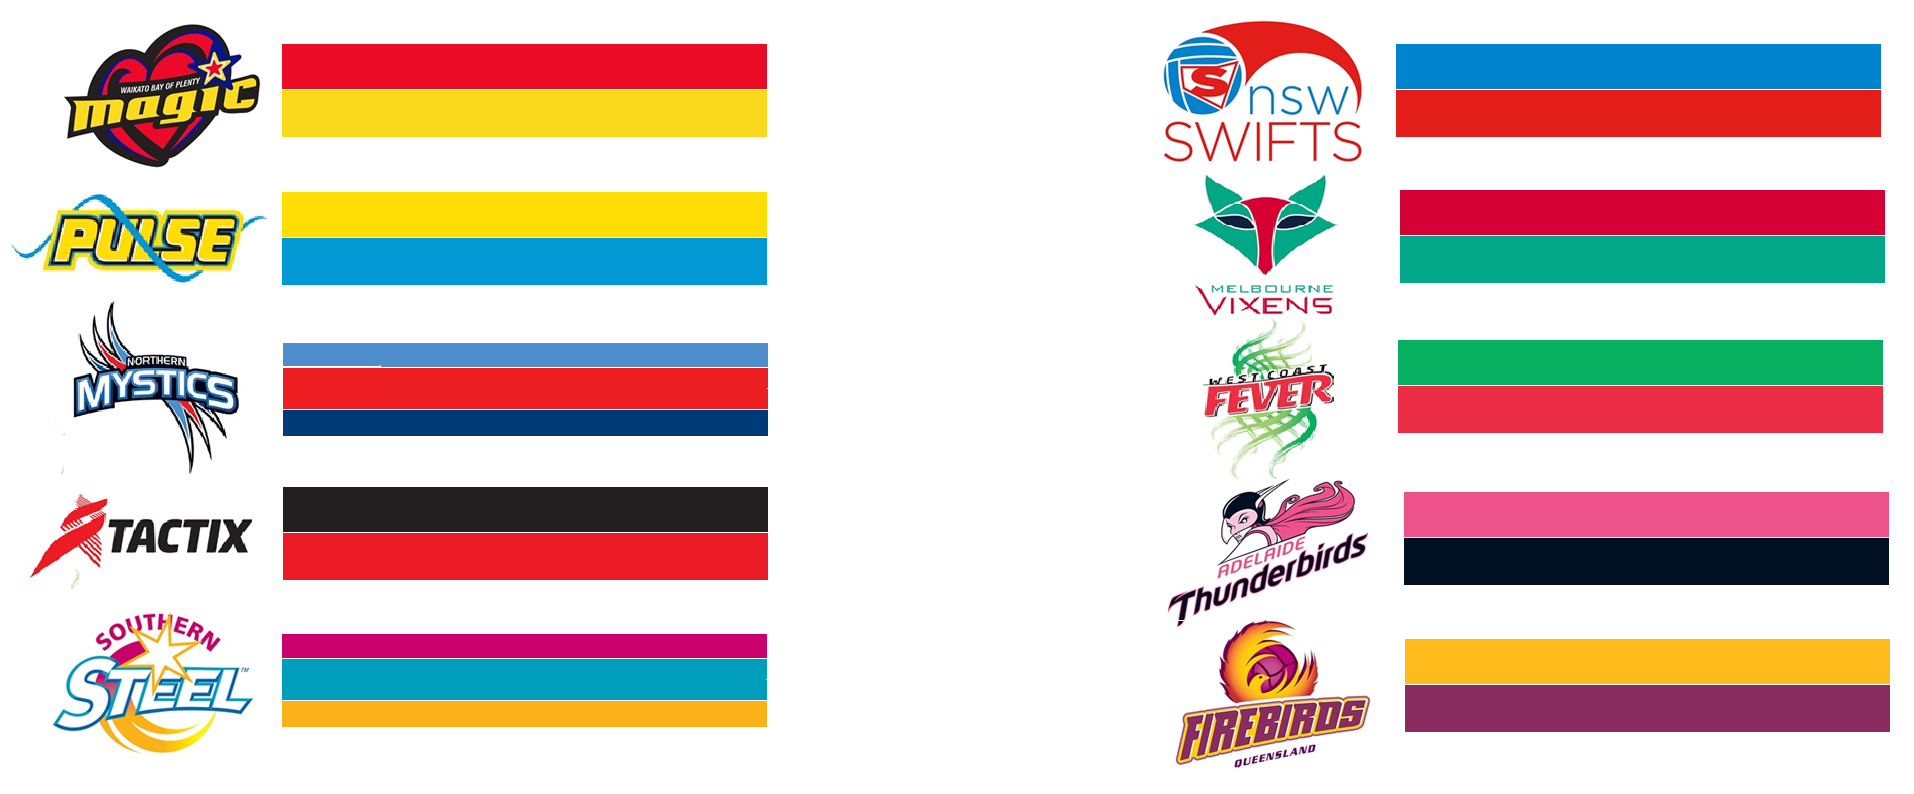 WAIKATO BAY OF PLENTY
magic
PULSE
NORTHERN
MYSTICS
TACTIX
SOUTHERN
STEEL™
S
nsw
SWIFTS
MELBOURNE
VIXENS
WEST COAST
FEVER
ADELAIDE
Thunderbirds
FIREBIRDS
QUEENSLAND